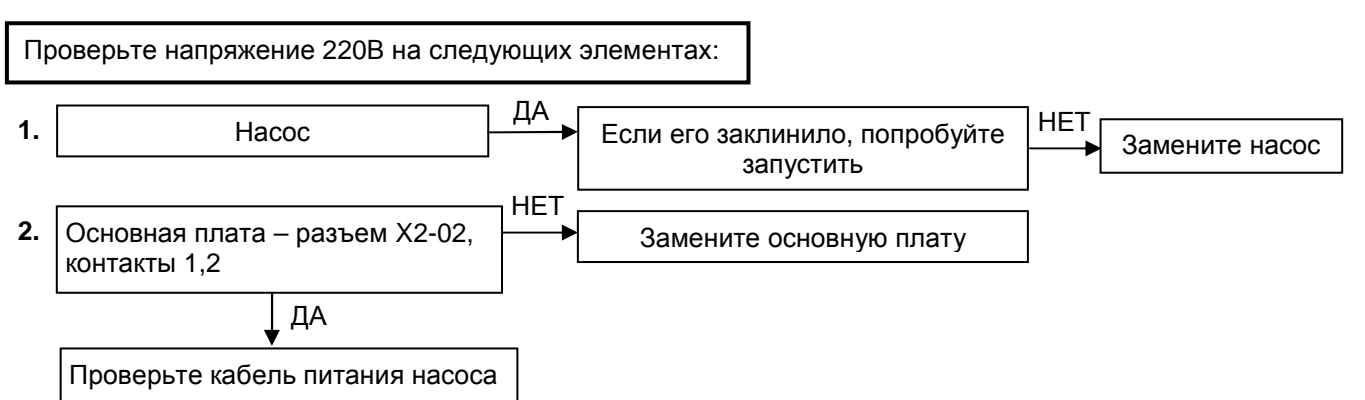 Проверьте напряжение 220В на следующих элементах:
1.
Насос
ДА
Если его заклинило, попробуйте
запустить
НЕТ
Замените насос
2.
Основная плата – разъем X2-02,
контакты 1,2
НЕТ
Замените основную плату
ДА
Проверьте кабель питания насоса